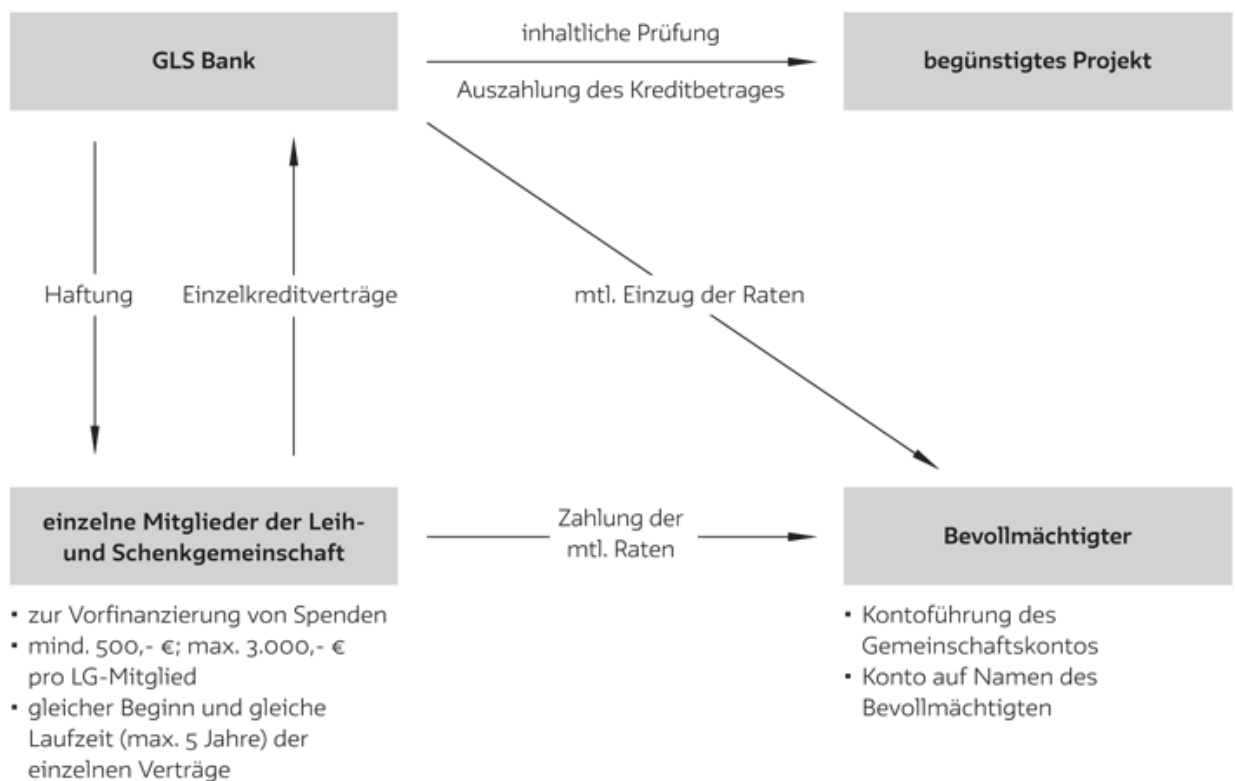 GLS Bank
inhaltliche Prüfung
Auszahlung des Kreditbetrages
begünstigtes Projekt
Haftung
Einzelkreditverträge
mtl. Einzug der Raten
einzelne Mitglieder der Leih-
und Schenkgemeinschaft
Zahlung der
mtl. Raten
Bevollmächtigter
▪ zur Vorfinanzierung von Spenden
▪ mind. 500,- €; max. 3.000,- €
pro LG-Mitglied
▪ gleicher Beginn und gleiche
Laufzeit (max. 5 Jahre) der
einzelnen Verträge
▪ Kontoführung des
Gemeinschaftskontos
▪ Konto auf Namen des
Bevollmächtigten